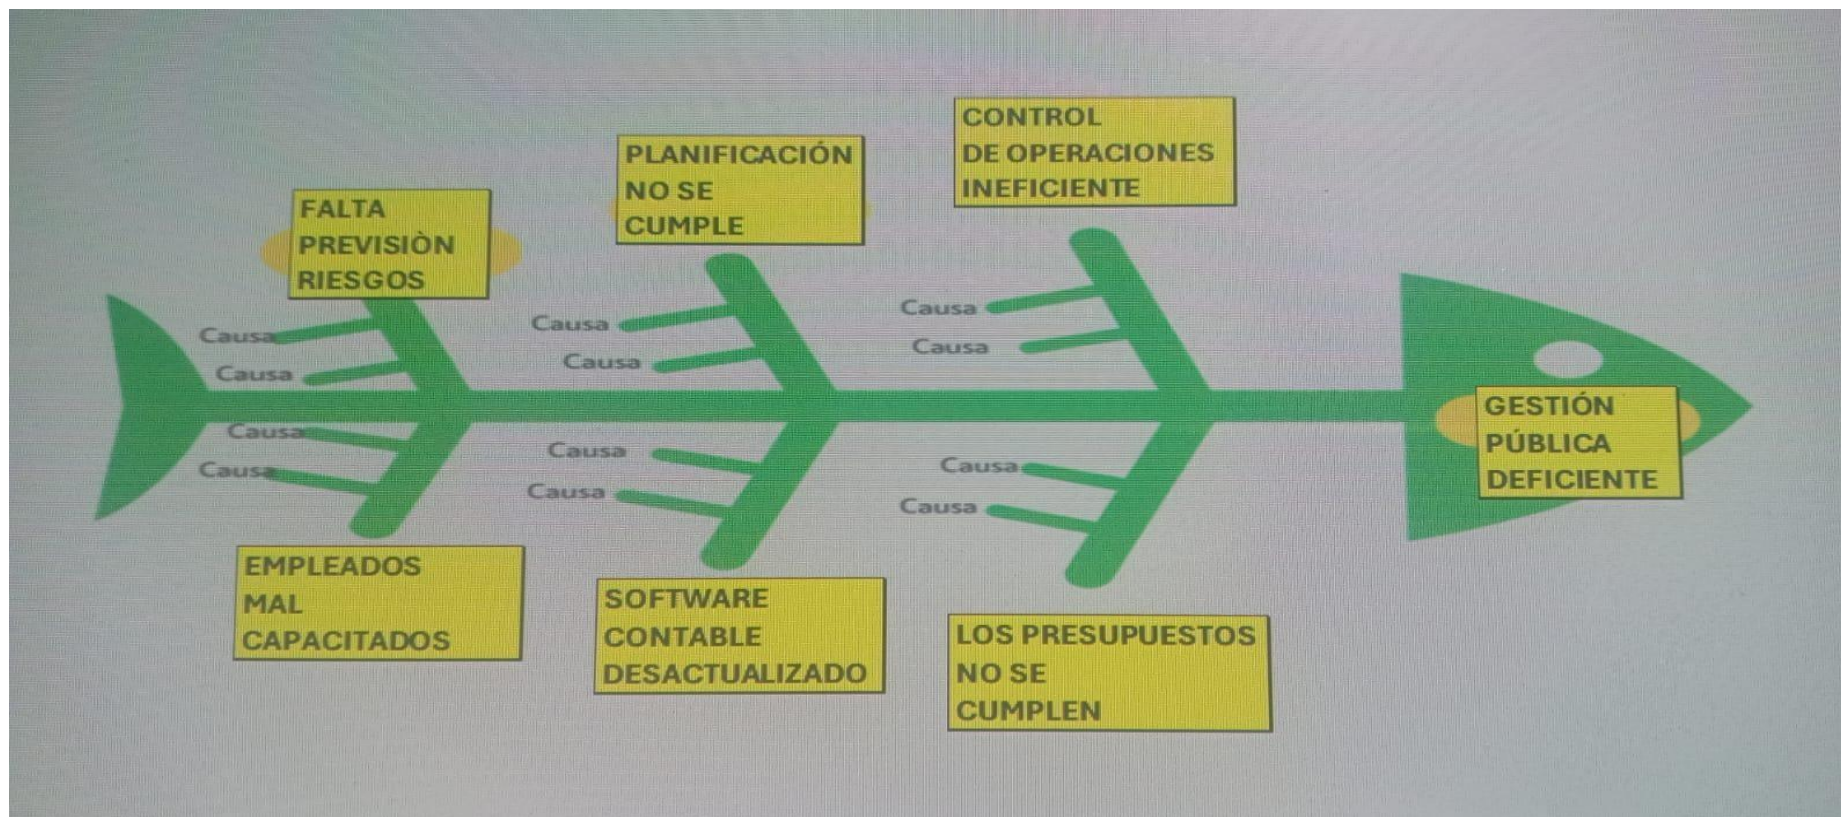 CONTROL
DE OPERACIONES
INEFICIENTE
PLANIFICACIÓN
NO SE
CUMPLE
FALTA
PREVISIÒN
RIESGOS
Causa
Causa
Causa
Causa
Causa
Causa
GESTIÓN
PÚBLICA
DEFICIENTE
Causa
Causa
Causa
Causa
Causa
Causa
EMPLEADOS
MAL
CAPACITADOS
SOFTWARE
CONTABLE
DESACTUALIZADO
LOS PRESUPUESTOS
NO SE
CUMPLEN